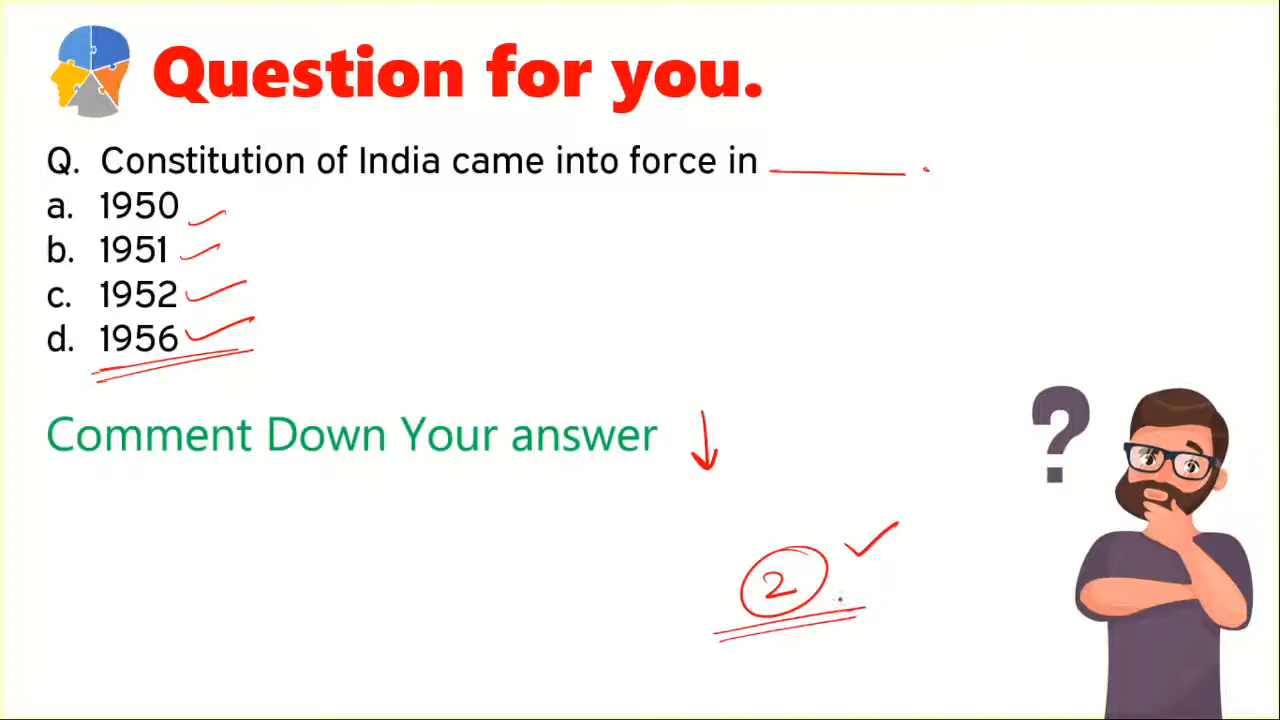 Question for you.
Q. Constitution of India came into force in ______ .
a. 1950
b. 1951
c. 1952
d. 1956
Comment Down Your answer
?
2